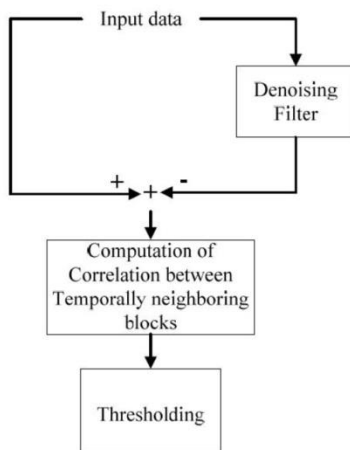 Input data
Denoising
Filter
+
-
+
Computation of
Correlation between
Temporally neighboring
blocks
Thresholding